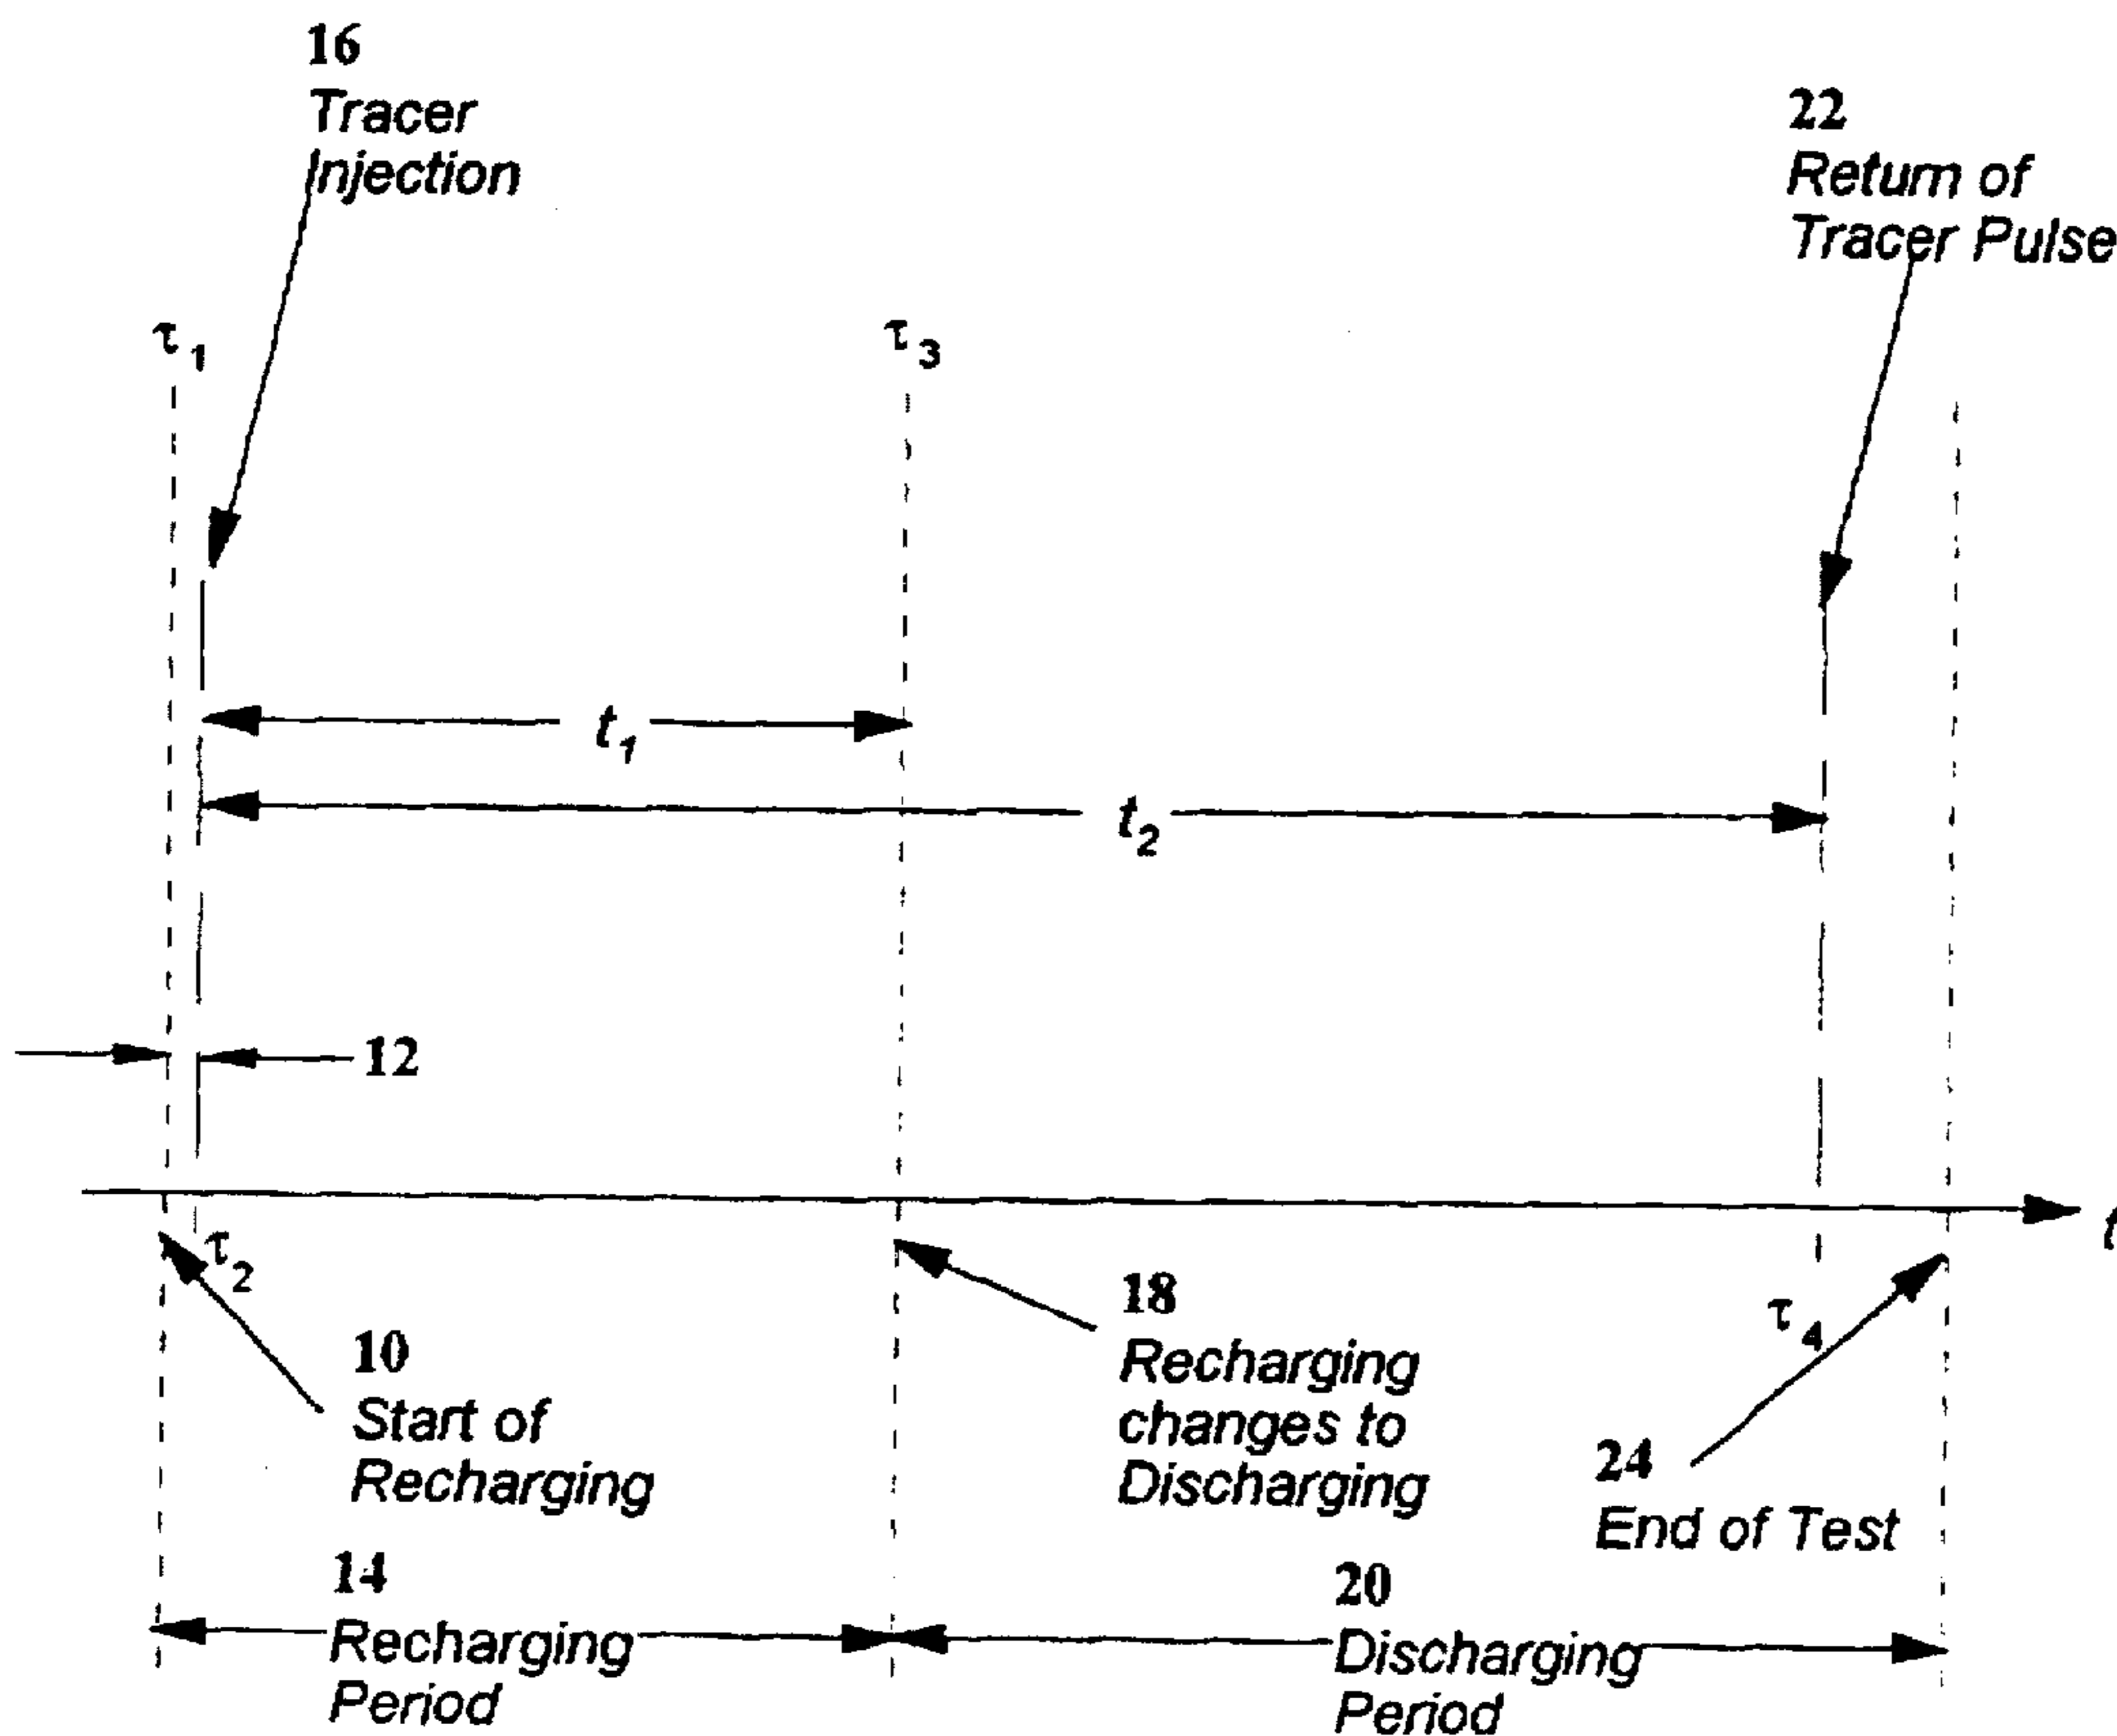 16
Tracer
Injection
22
Return of
Tracer Pulse
τ1
τ3
t1
t2
12
t
τ2
τ4
10
Start of
Recharging
18
Recharging
changes to
Discharging
24
End of Test
14
Recharging
Period
20
Discharging
Period